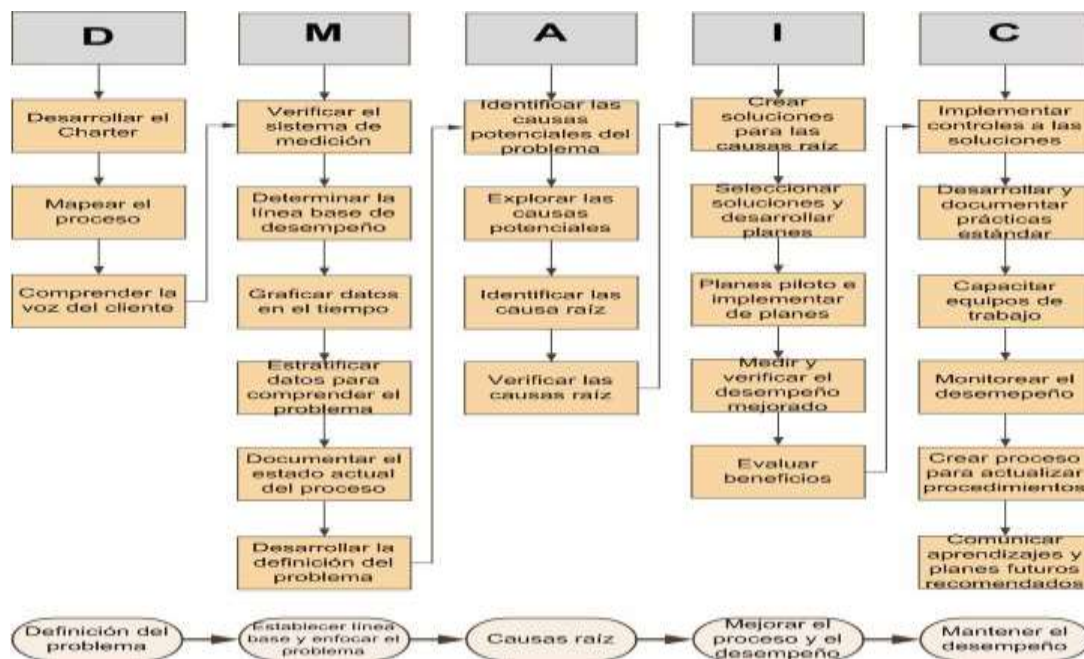 D
Desarrollar el
Charter
Mapear el
proceso
Comprender la
voz del cliente
M
Verificar el
sistema de
medición
Determinar la
línea base de
desempeño
Graficar datos
en el tiempo
Estratificar
datos para
comprender el
problema
Documentar el
estado actual
del proceso
Desarrollar la
definición del
problema
A
Identificar las
causas
potenciales del
problema
Explorar las
causas
potenciales
Identificar las
causa raíz
Verificar las
causas raíz
I
Crear
soluciones
para las
causas raíz
Seleccionar
soluciones y
desarrollar
planes
Planes piloto e
implementar
de planes
Medir y
verificar el
desempeño
mejorado
Evaluar
beneficios
C
Implementar
controles a las
soluciones
Desarrollar y
documentar
prácticas
estándar
Capacitar
equipos de
trabajo
Monitorear el
desemepeño
Crear proceso
para actualizar
procedimientos
Comunicar
aprendizajes y
planes futuros
recomendados
Definición del
problema
Establecer línea
base y enfocar el
problema
Causas raíz
Mejorar el
proceso y el
desempeño
Mantener el
desempeño